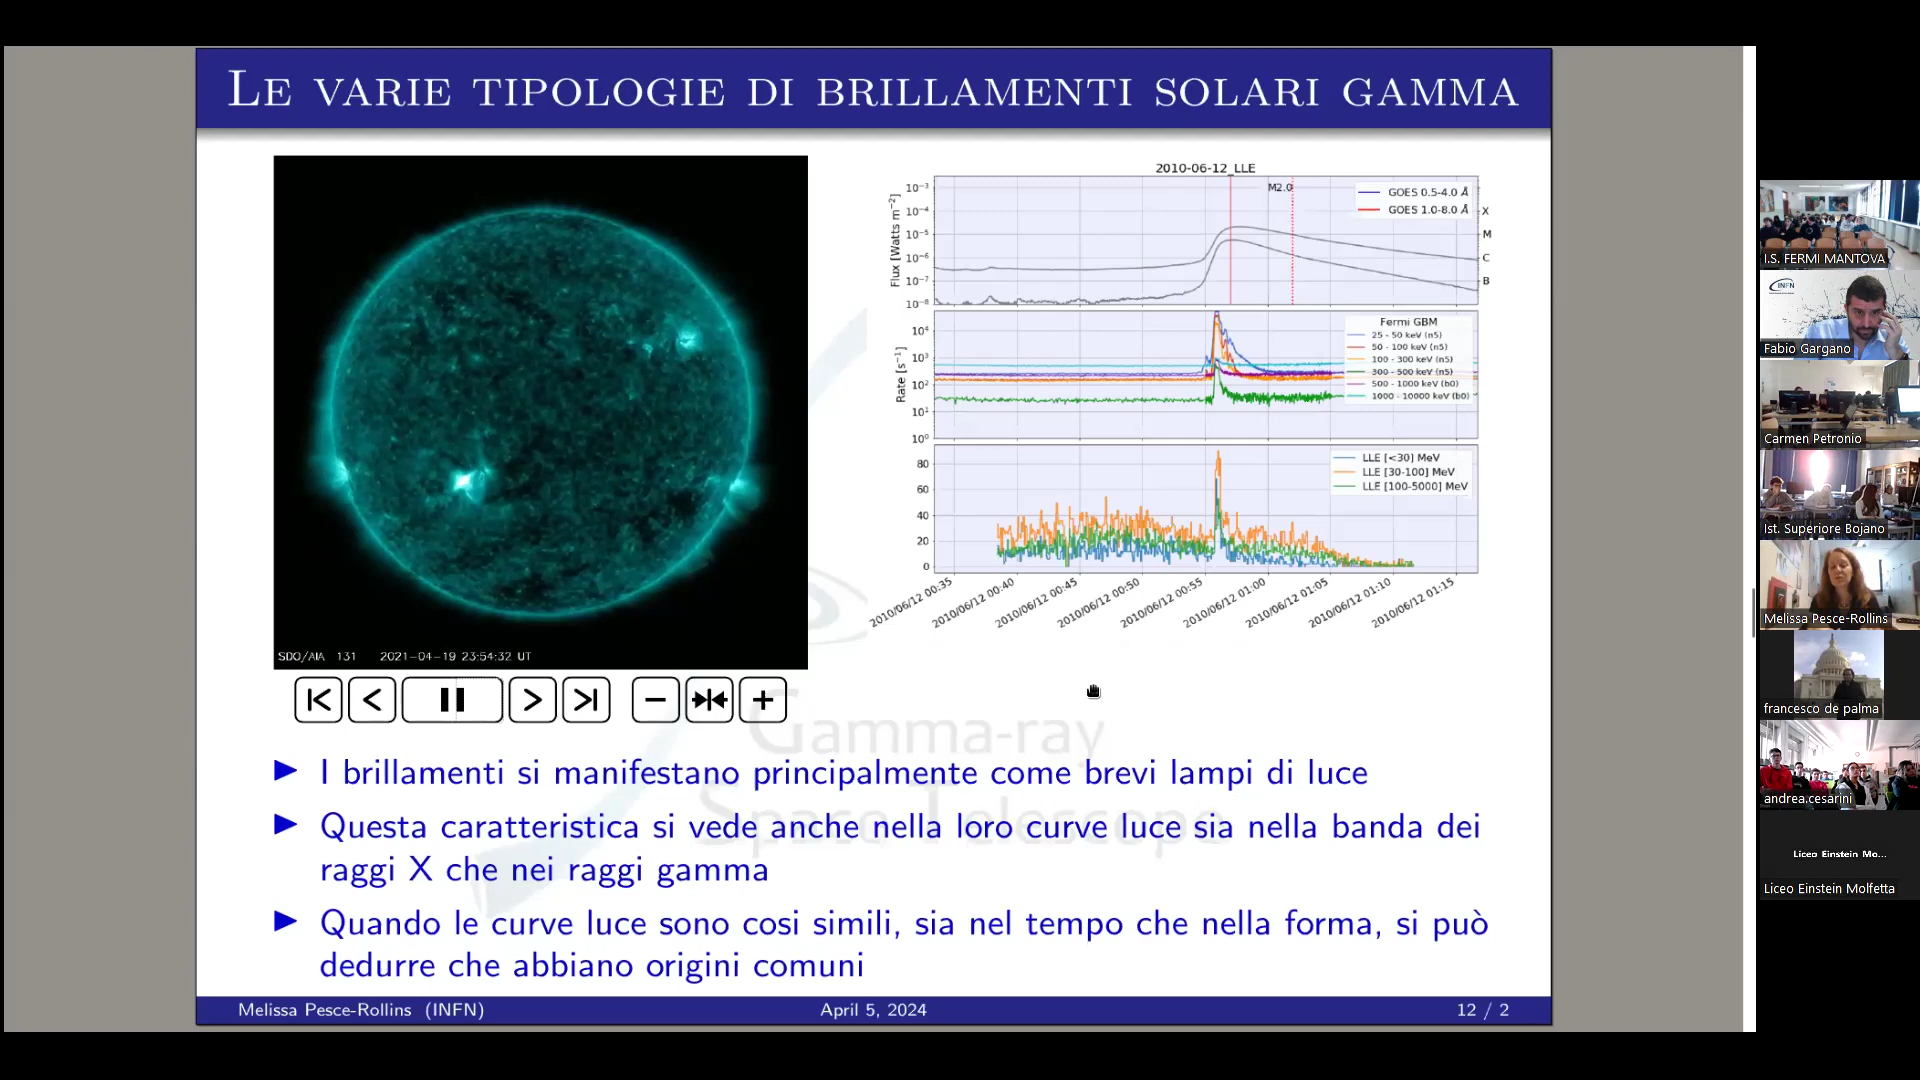 Le varie tipologie di brillamenti solari gamma
SDO/AIA 131 2021-04-19 23:54:32 UT
2010-06-12_LLE
M2.0
GOES 0.5-4.0 Å
GOES 1.0-8.0 Å
Flux [Watts m⁻²]
10⁻³
10⁻⁴
10⁻⁵
10⁻⁶
10⁻⁷
10⁻⁸
X
M
C
B
Fermi GBM
25 - 50 keV (n5)
50 - 100 keV (n5)
100 - 300 keV (n5)
300 - 500 keV (n5)
500 - 1000 keV (b0)
1000 - 10000 keV (b0)
Rate [s⁻¹]
10⁴
10³
10²
10¹
10⁰
LLE [<30] MeV
LLE [30-100] MeV
LLE [100-5000] MeV
80
60
40
20
0
2010/06/12 00:35
2010/06/12 00:40
2010/06/12 00:45
2010/06/12 00:50
2010/06/12 00:55
2010/06/12 01:00
2010/06/12 01:05
2010/06/12 01:10
2010/06/12 01:15
Gamma-ray
Space Telescope
I brillamenti si manifestano principalmente come brevi lampi di luce
Questa caratteristica si vede anche nella loro curve luce sia nella banda dei
raggi X che nei raggi gamma
Quando le curve luce sono cosi simili, sia nel tempo che nella forma, si può
dedurre che abbiano origini comuni
Melissa Pesce-Rollins (INFN) April 5, 2024 12 / 2
I.S. FERMI MANTOVA
INFN
Fabio Gargano
Carmen Petronio
Ist. Superiore Bojano
Melissa Pesce-Rollins
francesco de palma
andrea.cesarini
Liceo Einstein Mo...
Liceo Einstein Molfetta